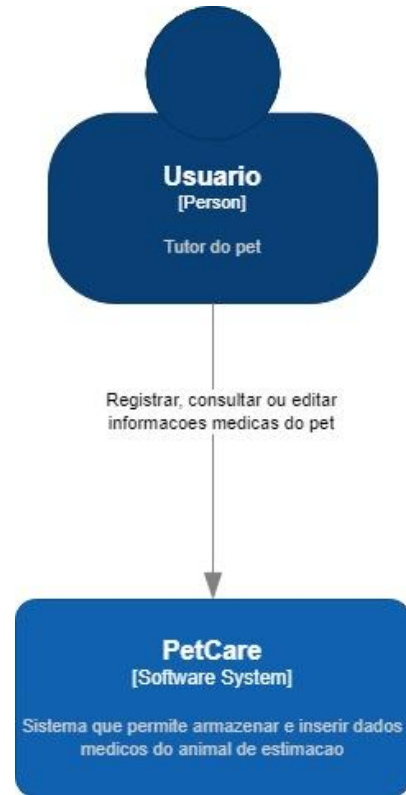 Usuario
[Person]
Tutor do pet
Registrar, consultar ou editar
informacoes medicas do pet
PetCare
[Software System]
Sistema que permite armazenar e inserir dados
medicos do animal de estimacao